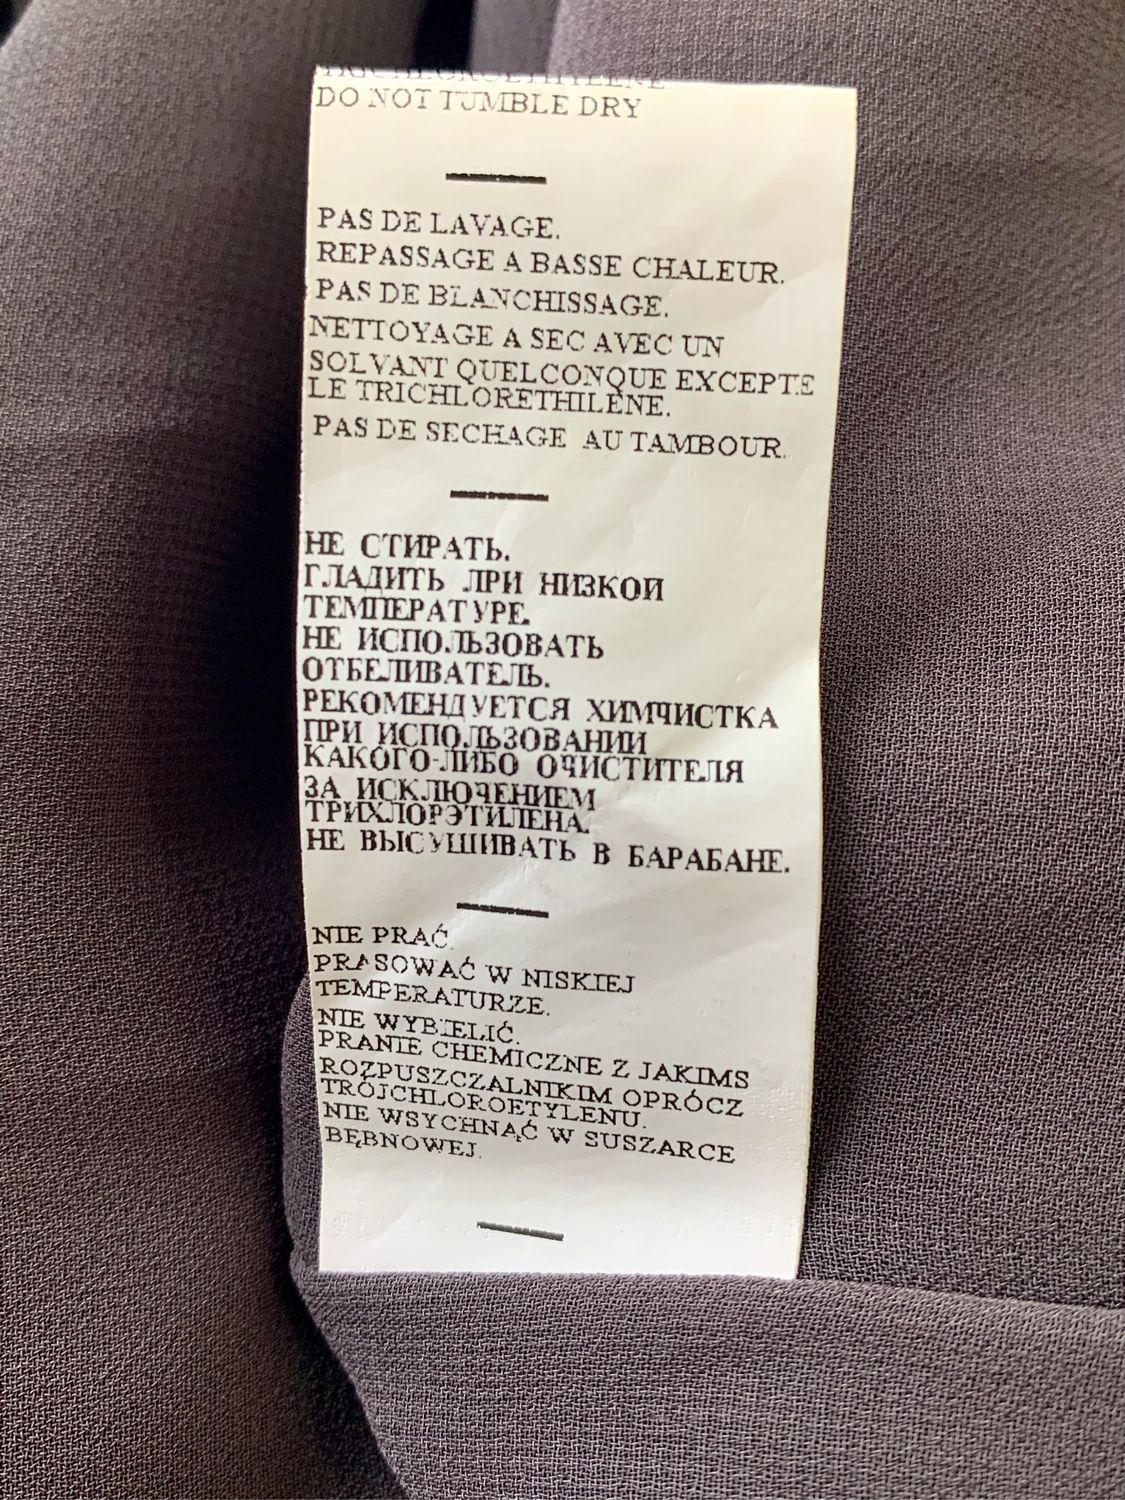 TRICHLOROETHYLENE.
DO NOT TUMBLE DRY
PAS DE LAVAGE.
REPASSAGE A BASSE CHALEUR.
PAS DE BLANCHISSAGE.
NETTOYAGE A SEC AVEC UN
SOLVANT QUELCONQUE EXCEPTE
LE TRICHLORETHILENE.
PAS DE SECHAGE AU TAMBOUR.
НЕ СТИРАТЬ.
ГЛАДИТЬ ЛРИ НИЗКОЙ
ТЕМПЕРАТУРЕ.
НЕ ИСПОЛЬЗОВАТЬ
ОТБЕЛИВАТЕЛЬ.
РЕКОМЕНДУЕТСЯ ХИМЧИСТКА
ПРИ ИСПОЛЬЗОВАНИИ
КАКОГО-ЛИБО ОЧИСТИТЕЛЯ
ЗА ИСКЛЮЧЕНИЕМ
ТРИХЛОРЭТИЛЕНА.
НЕ ВЫСУШИВАТЬ В БАРАБАНЕ.
NIE PRAĆ.
PRASOWAĆ W NISKIEJ
TEMPERATURZE.
NIE WYBIELIĆ.
PRANIE CHEMICZNE Z JAKIMS
ROZPUSZCZALNIKIM OPRÓCZ
TRÓJCHLOROETYLENU.
NIE WSYCHNĄĆ W SUSZARCE
BĘBNOWEJ.